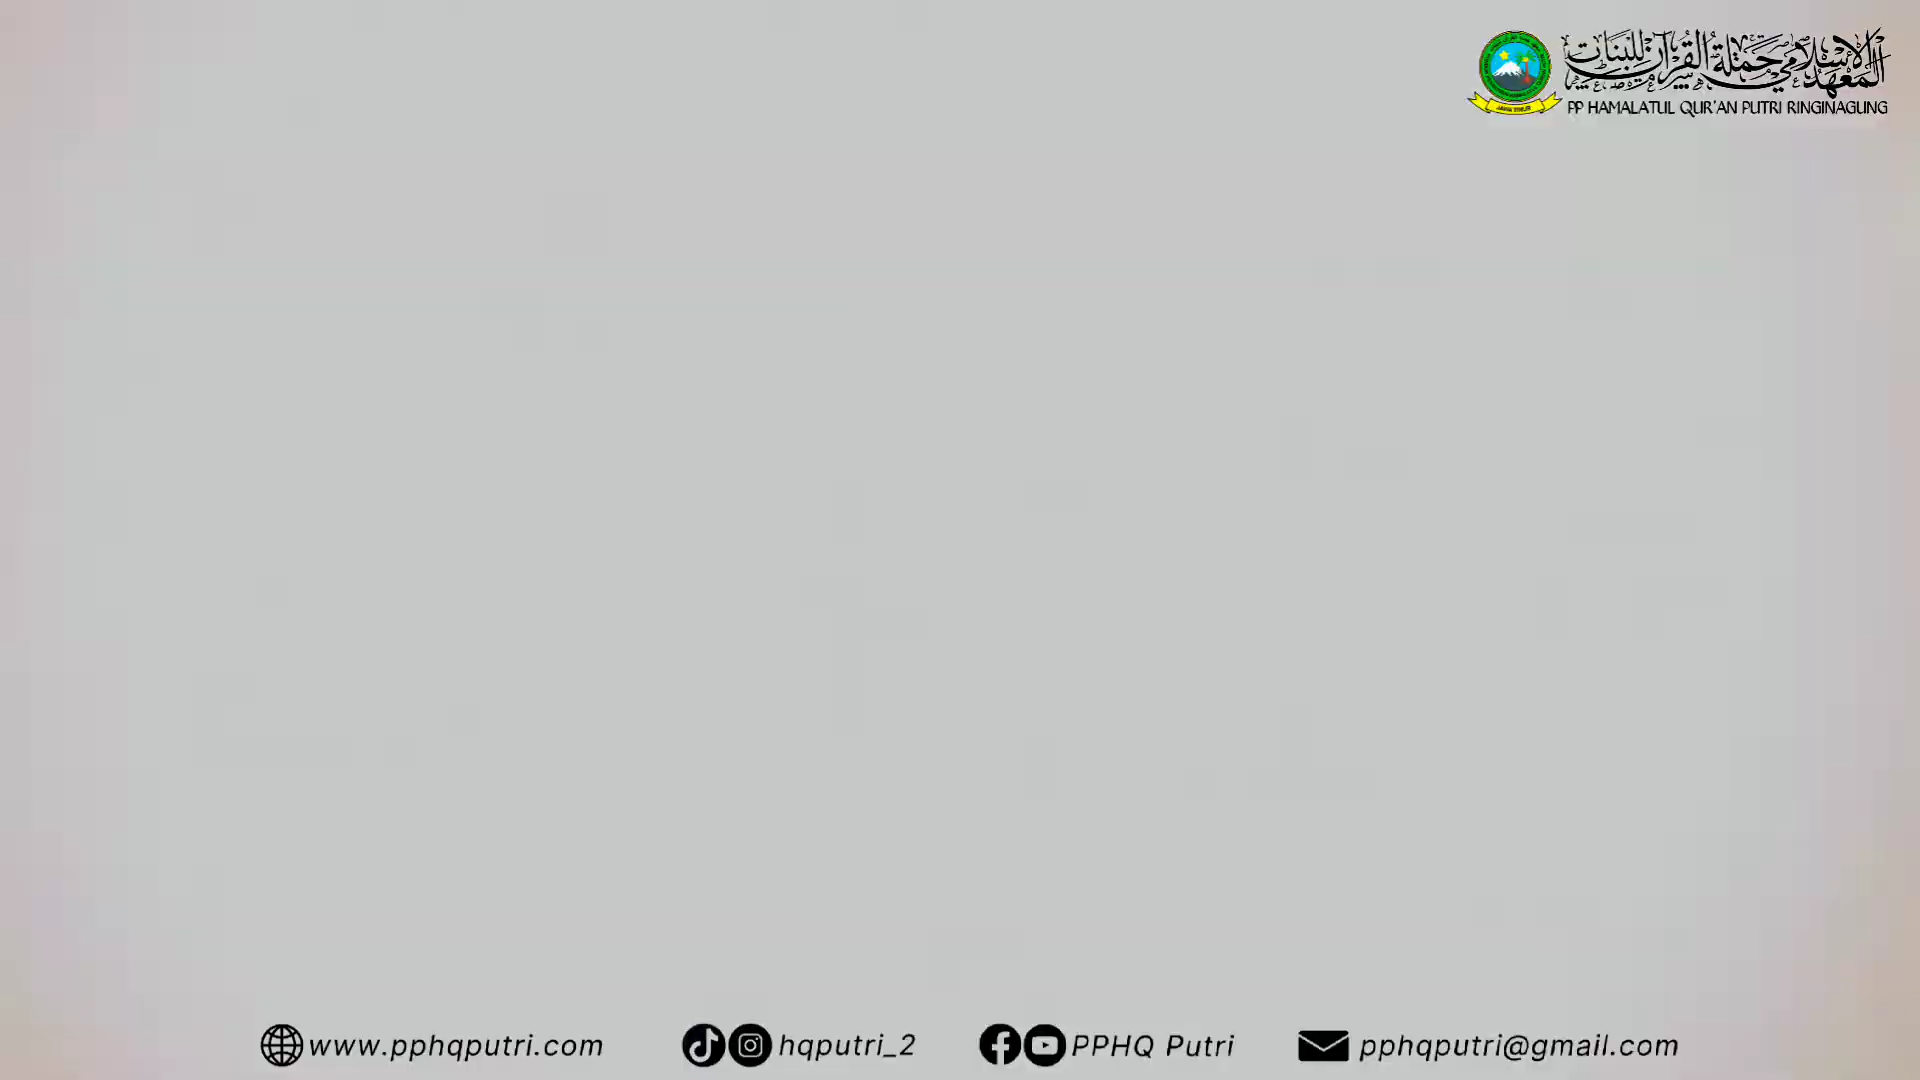 المعهد الإسلامي حملة القرآن للبنات
PP HAMALATUL QUR'AN PUTRI RINGINAGUNG
www.pphqputri.com
hqputri_2
PPHQ Putri
pphqputri@gmail.com